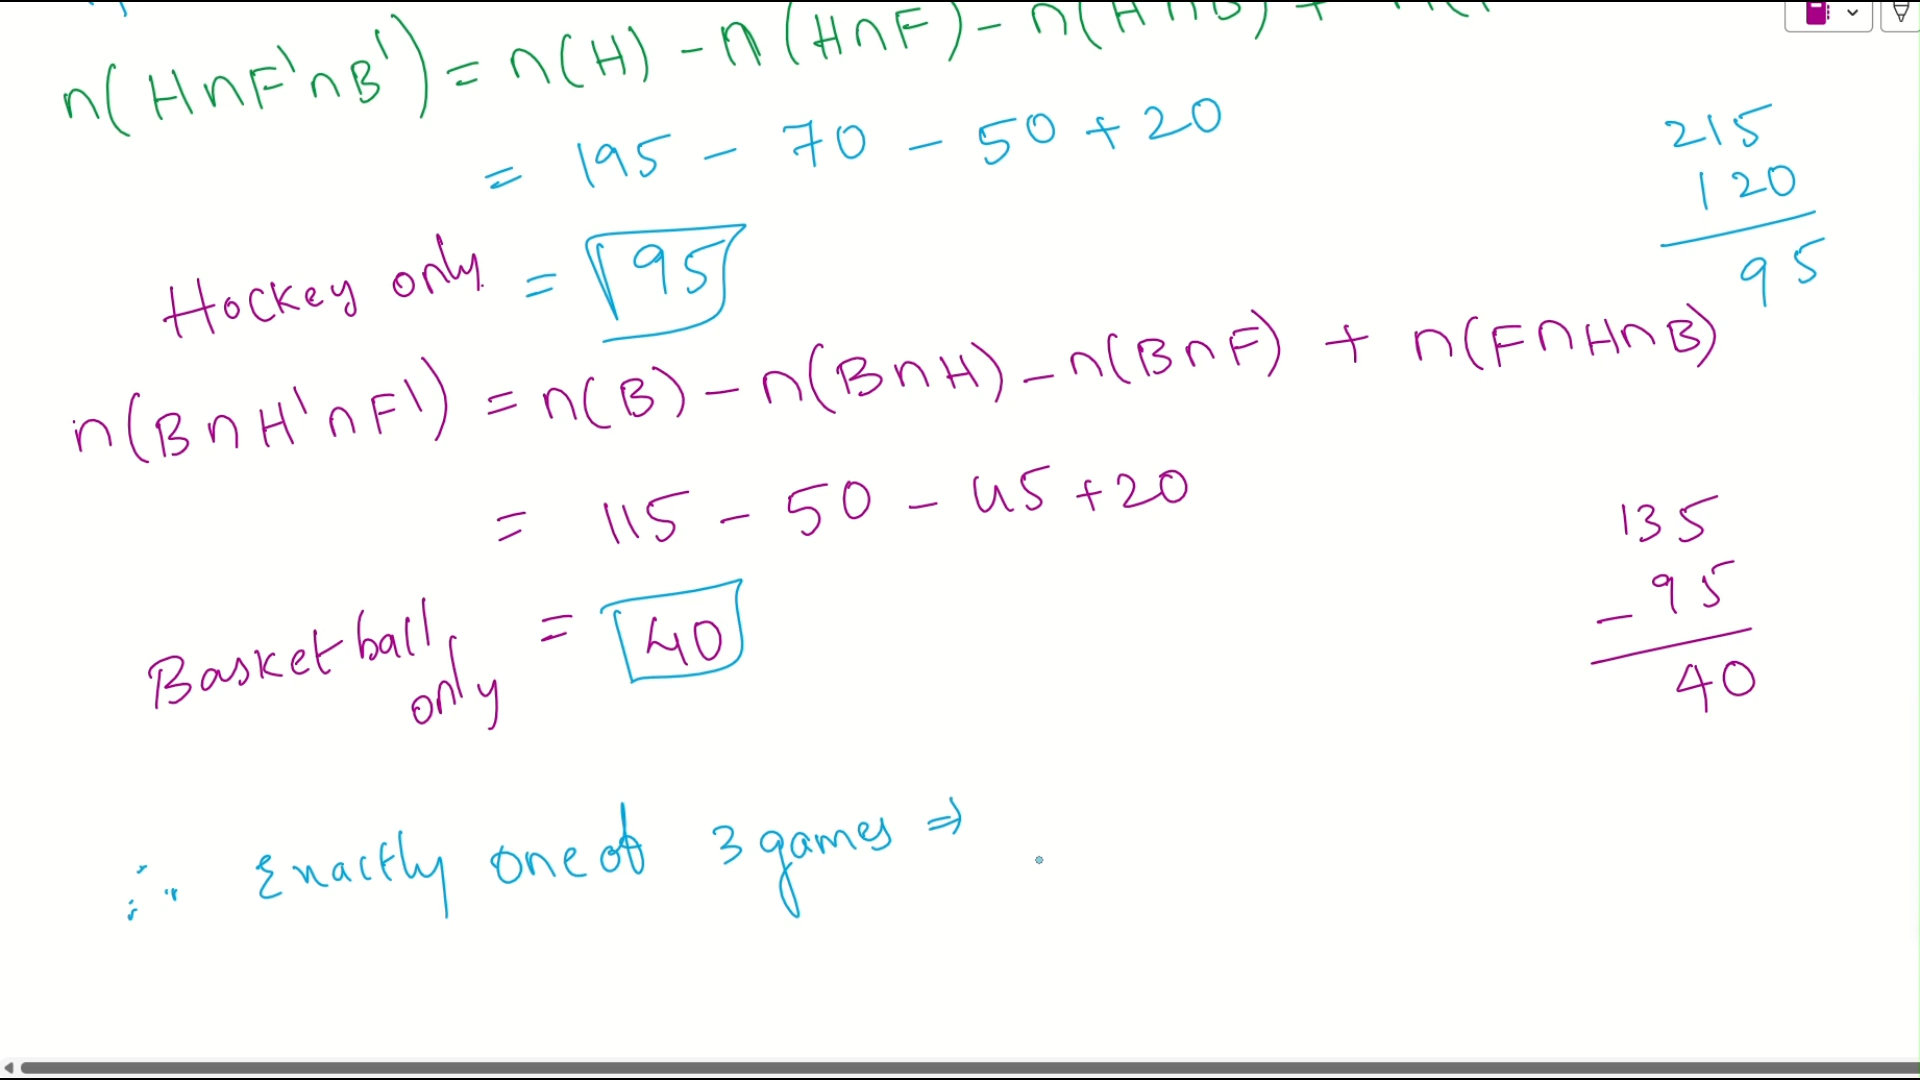 n(H∩F'∩B') = n(H) - n(H∩F) - n(H∩B) +
= 195 - 70 - 50 + 20
215
120
95
Hockey only = 95
n(B∩H'∩F') = n(B) - n(B∩H) - n(B∩F) + n(F∩H∩B)
= 115 - 50 - 45 + 20
135
- 95
40
Basketball only = 40
∴ Exactly one of 3 games ⇒